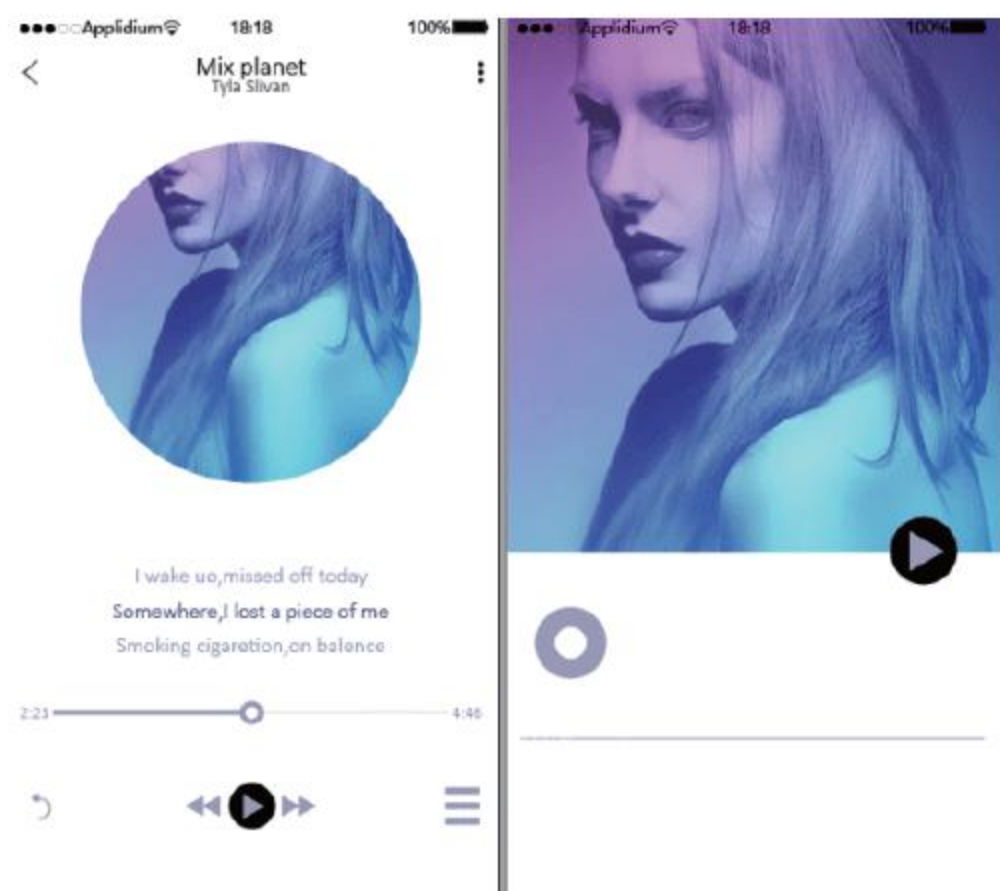 Applidium 18:18 100%
Mix planet
Tyla Slivan
I wake uo,missed off today
Somewhere,I lost a piece of me
Smoking cigaretion,on balence
2:23 4:46
Applidium 18:18 100%